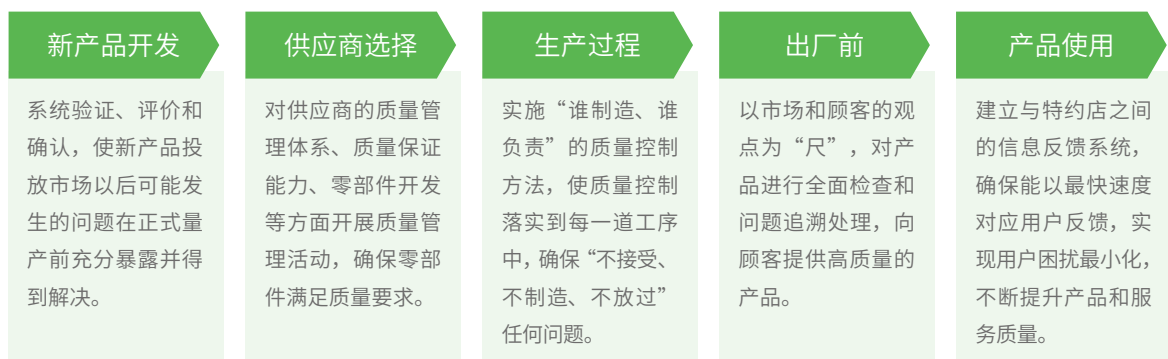 新产品开发
系统验证、评价和
确认，使新产品投
放市场以后可能发
生的问题在正式量
产前充分暴露并得
到解决。
供应商选择
对供应商的质量管
理体系、质量保证
能力、零部件开发
等方面开展质量管
理活动，确保零部
件满足质量要求。
生产过程
实施“谁制造、谁
负责”的质量控制
方法，使质量控制
落实到每一道工序
中，确保“不接受、
不制造、不放过”
任何问题。
出厂前
以市场和顾客的观
点为“尺”，对产
品进行全面检查和
问题追溯处理，向
顾客提供高质量的
产品。
产品使用
建立与特约店之间
的信息反馈系统，
确保能以最快速度
对应用户反馈，实
现用户困扰最小化，
不断提升产品和服
务质量。